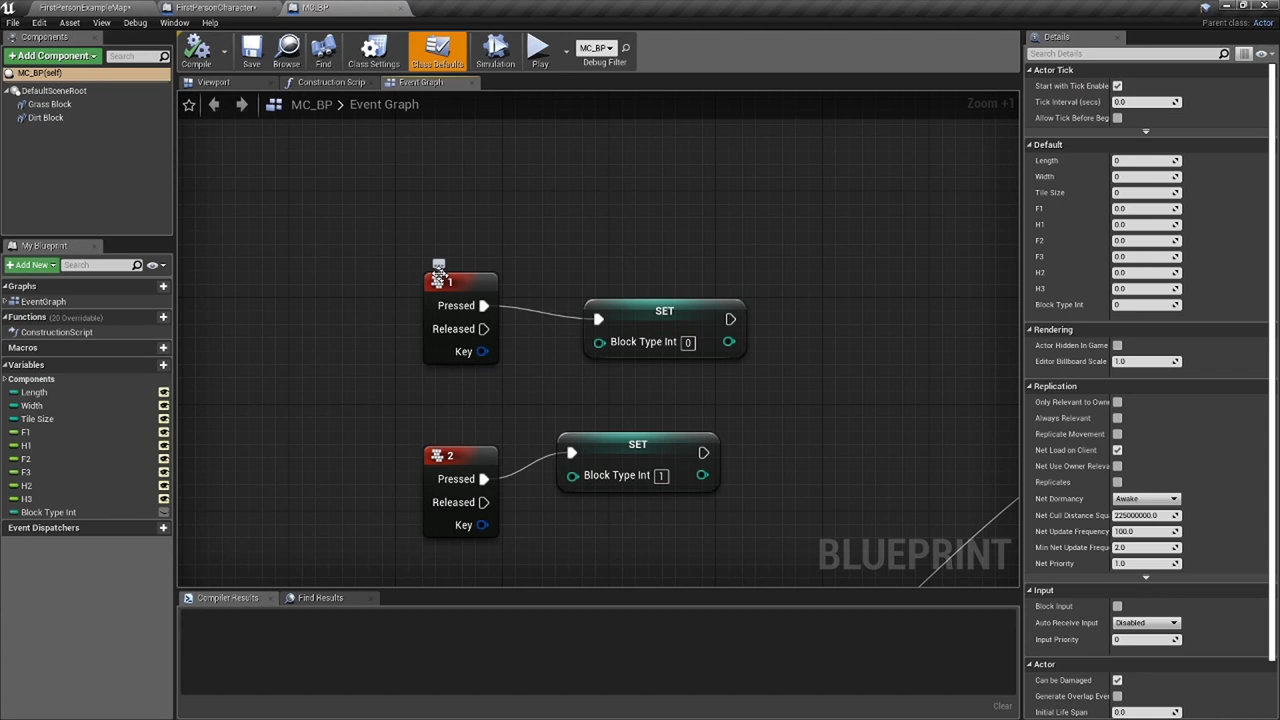 FirstPersonExampleMap*
FirstPersonCharacter*
MC_BP
File Edit Asset View Debug Window Help
Parent class: Actor
Components
+Add Component
Search
MC_BP(self)
DefaultSceneRoot
Grass Block
Dirt Block
Compile
Save
Browse
Find
Class Settings
Class Defaults
Simulation
Play
MC_BP
Debug Filter
Viewport
Construction Scrip
Event Graph
MC_BP > Event Graph
Zoom +1
1
Pressed
Released
Key
SET
Block Type Int 0
2
Pressed
Released
Key
SET
Block Type Int 1
BLUEPRINT
My Blueprint
+Add New
Search
Graphs
EventGraph
Functions (20 Overridable)
ConstructionScript
Macros
Variables
Components
Length
Width
Tile Size
F1
H1
F2
F3
H2
H3
Block Type Int
Event Dispatchers
Compiler Results
Find Results
Clear
Details
Search Details
Actor Tick
Start with Tick Enable
Tick Interval (secs) 0.0
Allow Tick Before Beg
Default
Length 0
Width 0
Tile Size 0
F1 0.0
H1 0.0
F2 0.0
F3 0.0
H2 0.0
H3 0.0
Block Type Int 0
Rendering
Actor Hidden In Game
Editor Billboard Scale 1.0
Replication
Only Relevant to Owne
Always Relevant
Replicate Movement
Net Load on Client
Net Use Owner Releva
Replicates
Net Dormancy Awake
Net Cull Distance Squ 225000000.0
Net Update Frequency 100.0
Min Net Update Frequ 2.0
Net Priority 1.0
Input
Block Input
Auto Receive Input Disabled
Input Priority 0
Actor
Can be Damaged
Generate Overlap Ever
Initial Life Span 0.0